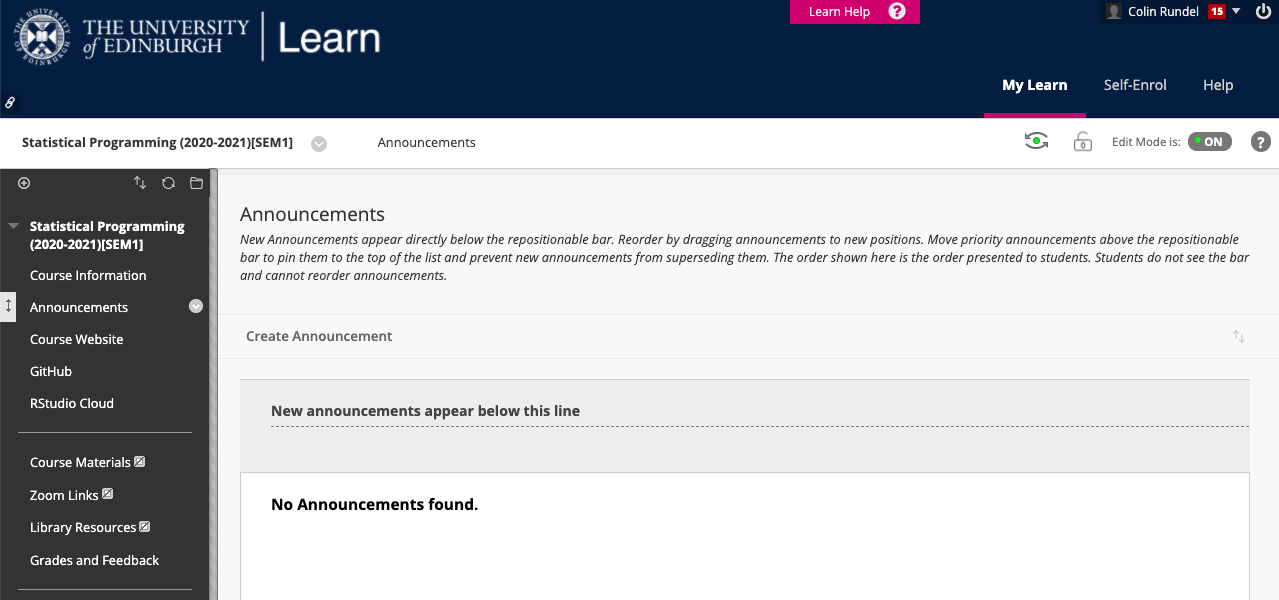 Learn Help
Colin Rundel 15
THE UNIVERSITY
of EDINBURGH
Learn
My Learn Self-Enrol Help
Statistical Programming (2020-2021)[SEM1] Announcements Edit Mode is: ON ?
Statistical Programming
(2020-2021)[SEM1]
Course Information
Announcements
Course Website
GitHub
RStudio Cloud
Course Materials
Zoom Links
Library Resources
Grades and Feedback
Announcements
New Announcements appear directly below the repositionable bar. Reorder by dragging announcements to new positions. Move priority announcements above the repositionable
bar to pin them to the top of the list and prevent new announcements from superseding them. The order shown here is the order presented to students. Students do not see the bar
and cannot reorder announcements.
Create Announcement
New announcements appear below this line
No Announcements found.